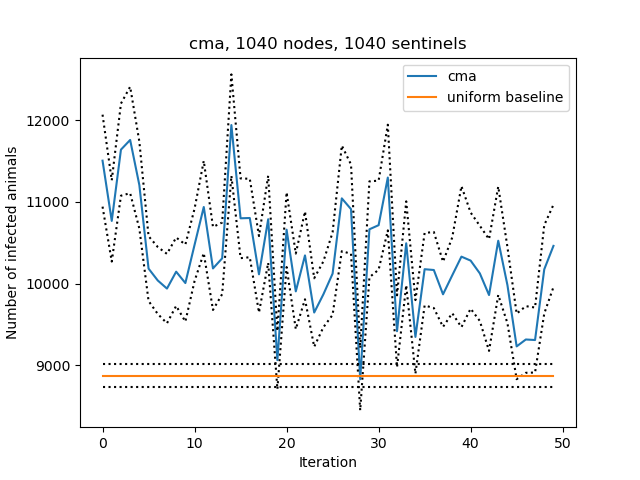 cma, 1040 nodes, 1040 sentinels
cma
uniform baseline
Number of infected animals
12000
11000
10000
9000
0 10 20 30 40 50
Iteration